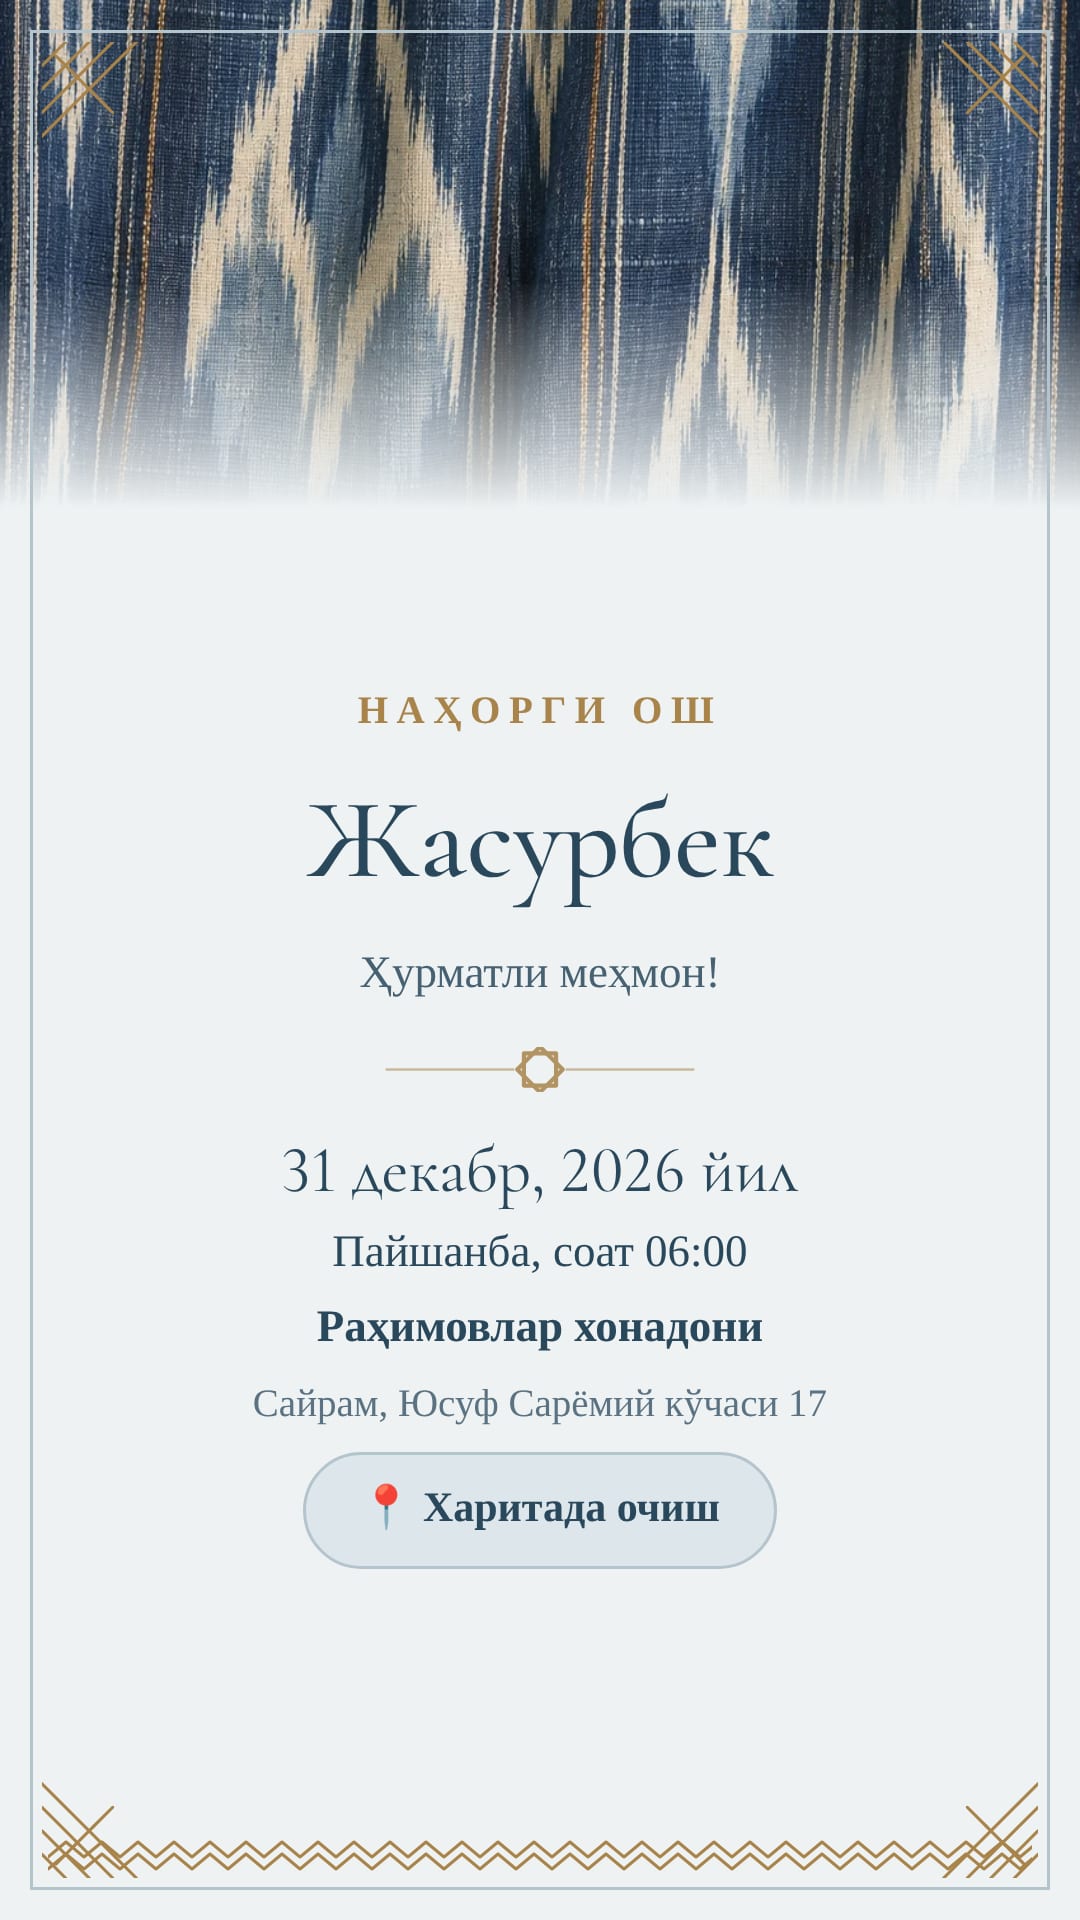 НАҲОРГИ ОШ
Жасурбек
Ҳурматли меҳмон!
31 декабр, 2026 йил
Пайшанба, соат 06:00
Раҳимовлар хонадони
Сайрам, Юсуф Сарёмий кўчаси 17
📍 Харитада очиш